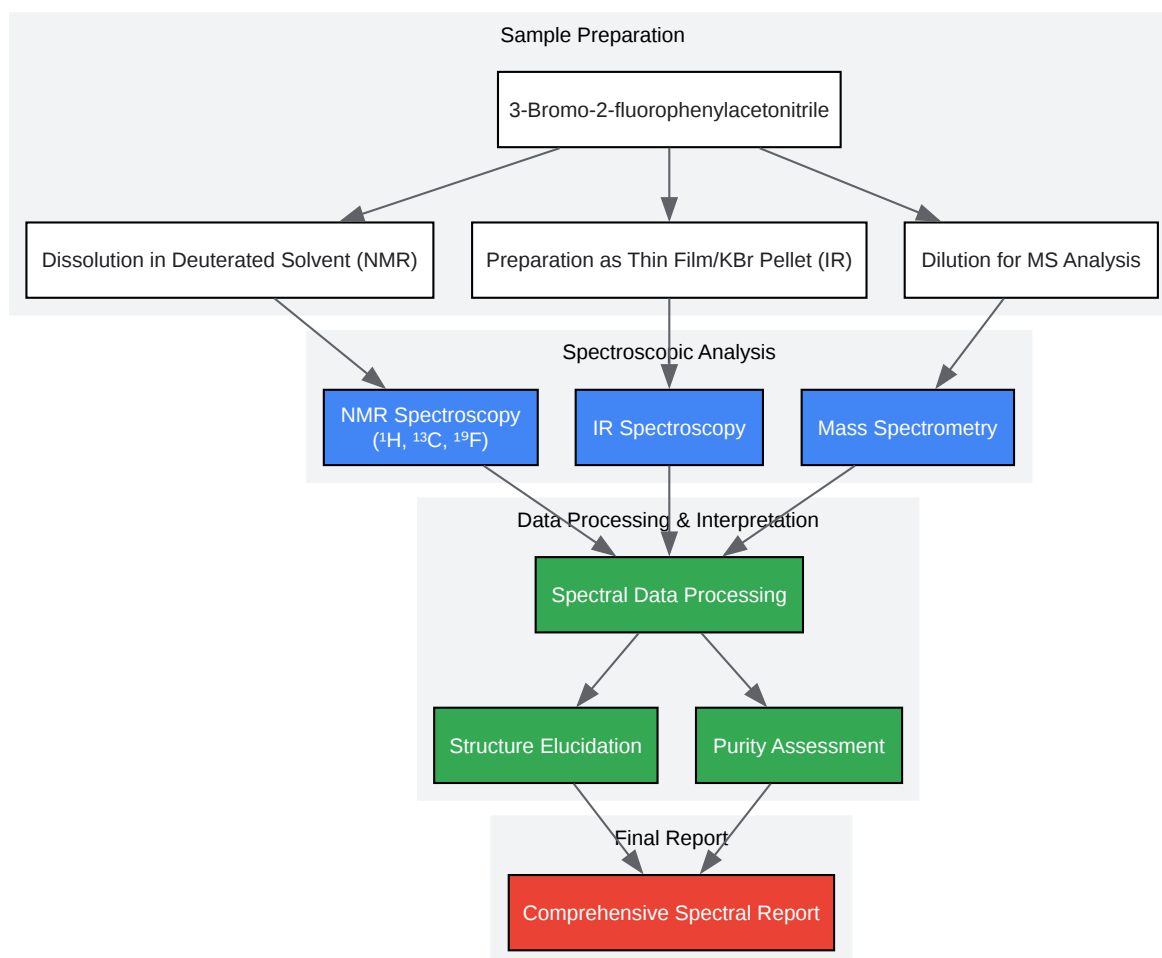 Sample Preparation
3-Bromo-2-fluorophenylacetonitrile
Dissolution in Deuterated Solvent (NMR)
Preparation as Thin Film/KBr Pellet (IR)
Dilution for MS Analysis
Spectroscopic Analysis
NMR Spectroscopy
(¹H, ¹³C, ¹⁹F)
IR Spectroscopy
Mass Spectrometry
Data Processing & Interpretation
Spectral Data Processing
Structure Elucidation
Purity Assessment
Final Report
Comprehensive Spectral Report